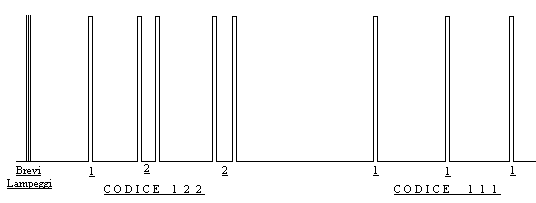 Brevi 1 2 2 1 1 1
Lampeggi
CODICE 122 CODICE 111